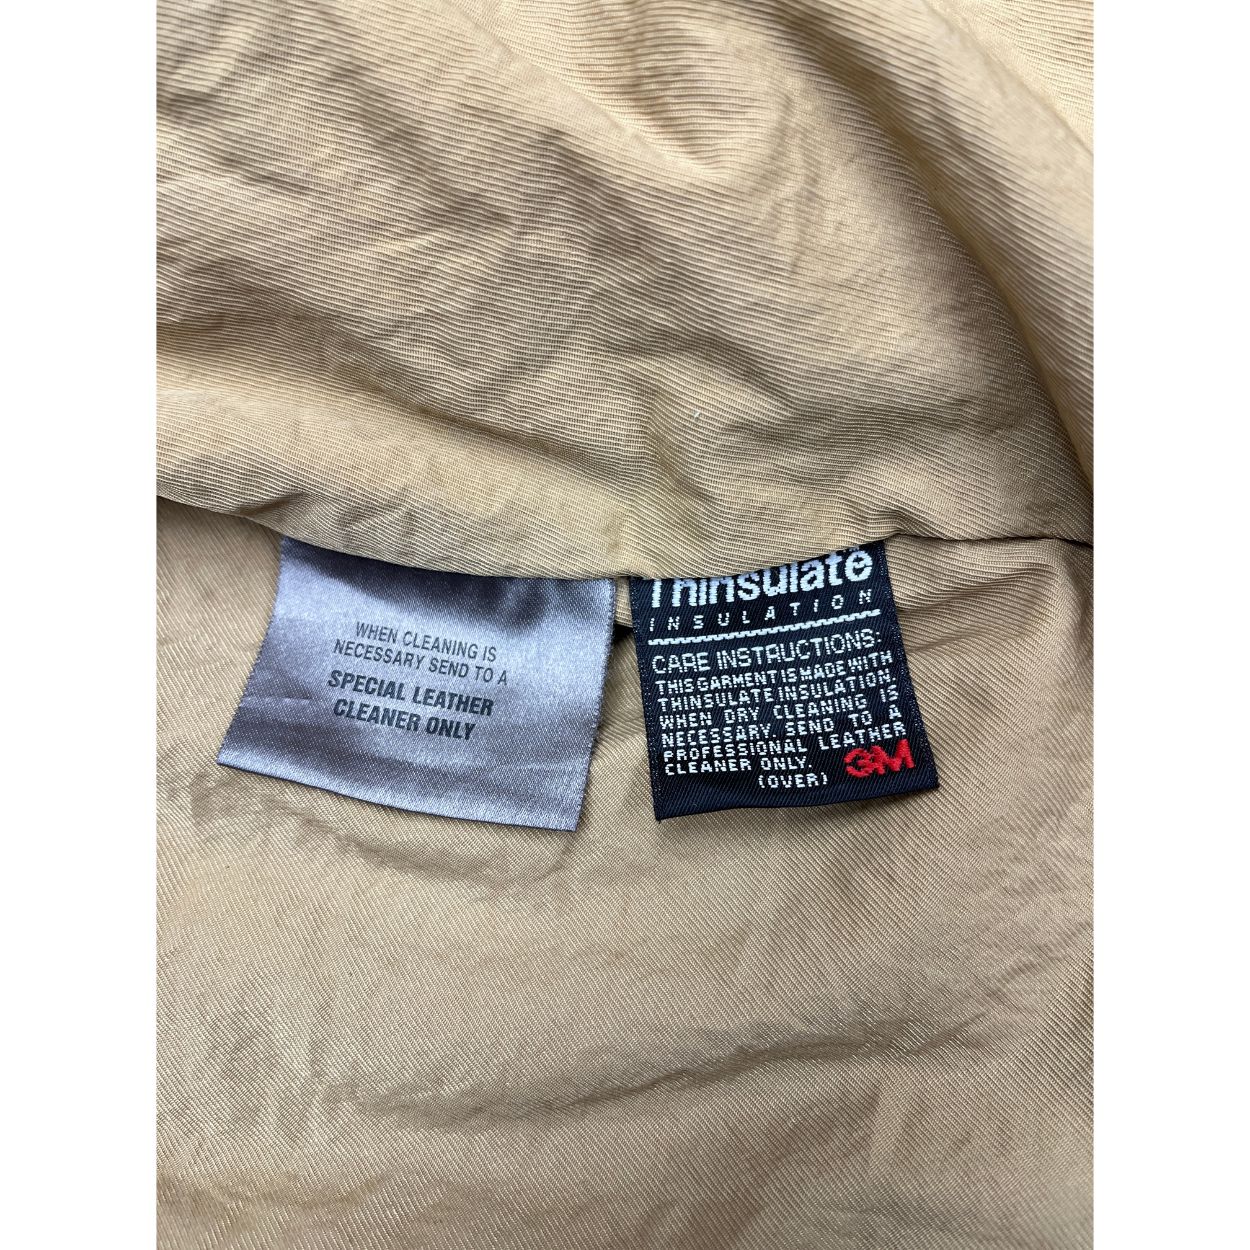 WHEN CLEANING IS
NECESSARY SEND TO A
SPECIAL LEATHER
CLEANER ONLY
Thinsulate
INSULATION
CARE INSTRUCTIONS:
THIS GARMENT IS MADE WITH
THINSULATE INSULATION.
WHEN DRY CLEANING IS
NECESSARY, SEND TO A
PROFESSIONAL LEATHER
CLEANER ONLY.
(OVER)
3M